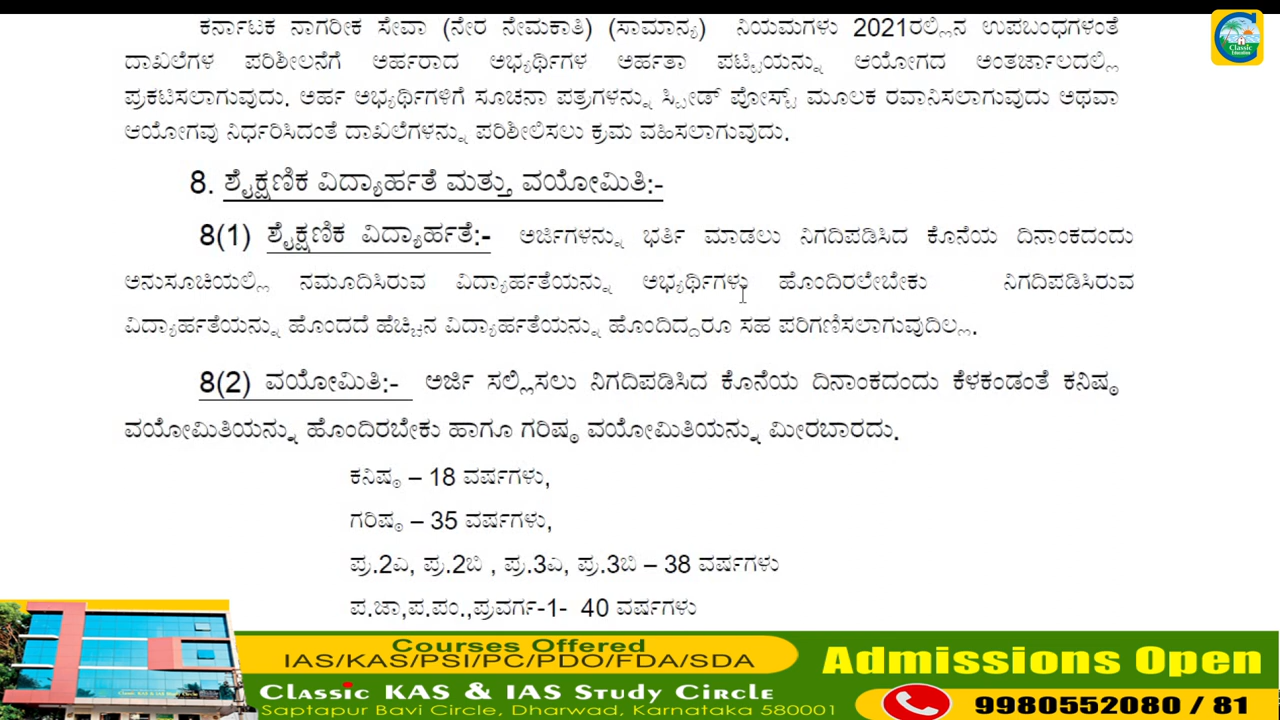 ಕರ್ನಾಟಕ ನಾಗರೀಕ ಸೇವಾ (ನೇರ ನೇಮಕಾತಿ) (ಸಾಮಾನ್ಯ) ನಿಯಮಗಳು 2021ರಲ್ಲಿನ ಉಪಬಂಧಗಳಂತೆ
ದಾಖಲೆಗಳ ಪರಿಶೀಲನೆಗೆ ಅರ್ಹರಾದ ಅಭ್ಯರ್ಥಿಗಳ ಅರ್ಹತಾ ಪಟ್ಟಿಯನ್ನು ಆಯೋಗದ ಅಂತರ್ಜಾಲದಲ್ಲಿ
ಪ್ರಕಟಿಸಲಾಗುವುದು. ಅರ್ಹ ಅಭ್ಯರ್ಥಿಗಳಿಗೆ ಸೂಚನಾ ಪತ್ರಗಳನ್ನು ಸ್ಪೀಡ್ ಪೋಸ್ಟ್ ಮೂಲಕ ರವಾನಿಸಲಾಗುವುದು ಅಥವಾ
ಆಯೋಗವು ನಿರ್ಧರಿಸಿದಂತೆ ದಾಖಲೆಗಳನ್ನು ಪರಿಶೀಲಿಸಲು ಕ್ರಮ ವಹಿಸಲಾಗುವುದು.
8. ಶೈಕ್ಷಣಿಕ ವಿದ್ಯಾರ್ಹತೆ ಮತ್ತು ವಯೋಮಿತಿ:-
8(1) ಶೈಕ್ಷಣಿಕ ವಿದ್ಯಾರ್ಹತೆ:- ಅರ್ಜಿಗಳನ್ನು ಭರ್ತಿ ಮಾಡಲು ನಿಗದಿಪಡಿಸಿದ ಕೊನೆಯ ದಿನಾಂಕದಂದು
ಅನುಸೂಚಿಯಲ್ಲಿ ನಮೂದಿಸಿರುವ ವಿದ್ಯಾರ್ಹತೆಯನ್ನು ಅಭ್ಯರ್ಥಿಗಳು ಹೊಂದಿರಲೇಬೇಕು ನಿಗದಿಪಡಿಸಿರುವ
ವಿದ್ಯಾರ್ಹತೆಯನ್ನು ಹೊಂದದೆ ಹೆಚ್ಚಿನ ವಿದ್ಯಾರ್ಹತೆಯನ್ನು ಹೊಂದಿದ್ದರೂ ಸಹ ಪರಿಗಣಿಸಲಾಗುವುದಿಲ್ಲ.
8(2) ವಯೋಮಿತಿ:- ಅರ್ಜಿ ಸಲ್ಲಿಸಲು ನಿಗದಿಪಡಿಸಿದ ಕೊನೆಯ ದಿನಾಂಕದಂದು ಕೆಳಕಂಡಂತೆ ಕನಿಷ್ಠ
ವಯೋಮಿತಿಯನ್ನು ಹೊಂದಿರಬೇಕು ಹಾಗೂ ಗರಿಷ್ಠ ವಯೋಮಿತಿಯನ್ನು ಮೀರಬಾರದು.
ಕನಿಷ್ಠ – 18 ವರ್ಷಗಳು,
ಗರಿಷ್ಠ – 35 ವರ್ಷಗಳು,
ಪ್ರ.2ಎ, ಪ್ರ.2ಬಿ , ಪ್ರ.3ಎ, ಪ್ರ.3ಬಿ – 38 ವರ್ಷಗಳು
ಪ.ಜಾ,ಪ.ಪಂ.,ಪ್ರವರ್ಗ-1- 40 ವರ್ಷಗಳು
Classic
Courses Offered
IAS/KAS/PSI/PC/PDO/FDA/SDA
Admissions Open
Classic KAS & IAS Study Circle
Saptapur Bavi Circle, Dharwad, Karnataka 580001
9980552080 / 81